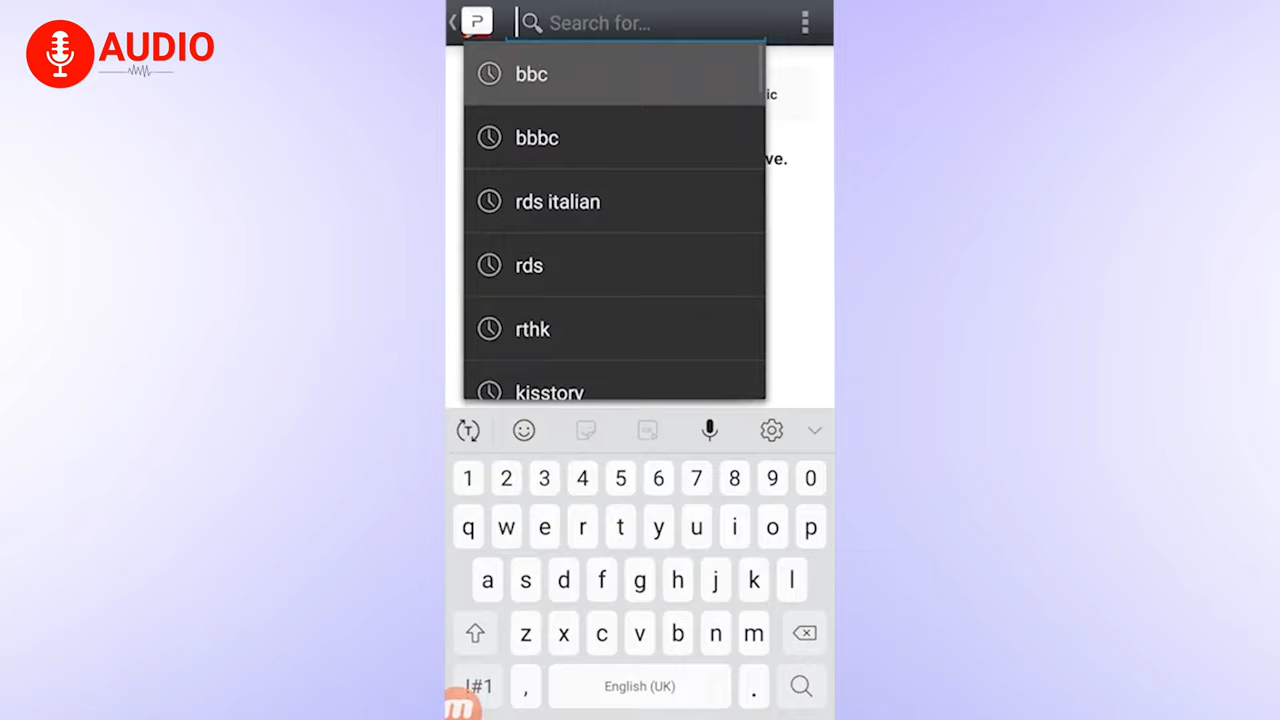 AUDIO
P
Search for...
bbc
ic
bbbc
ve.
rds italian
rds
rthk
kisstory
T
GIF
1 2 3 4 5 6 7 8 9 0
q w e r t y u i o p
a s d f g h j k l
z x c v b n m
!#1 , English (UK) .
m